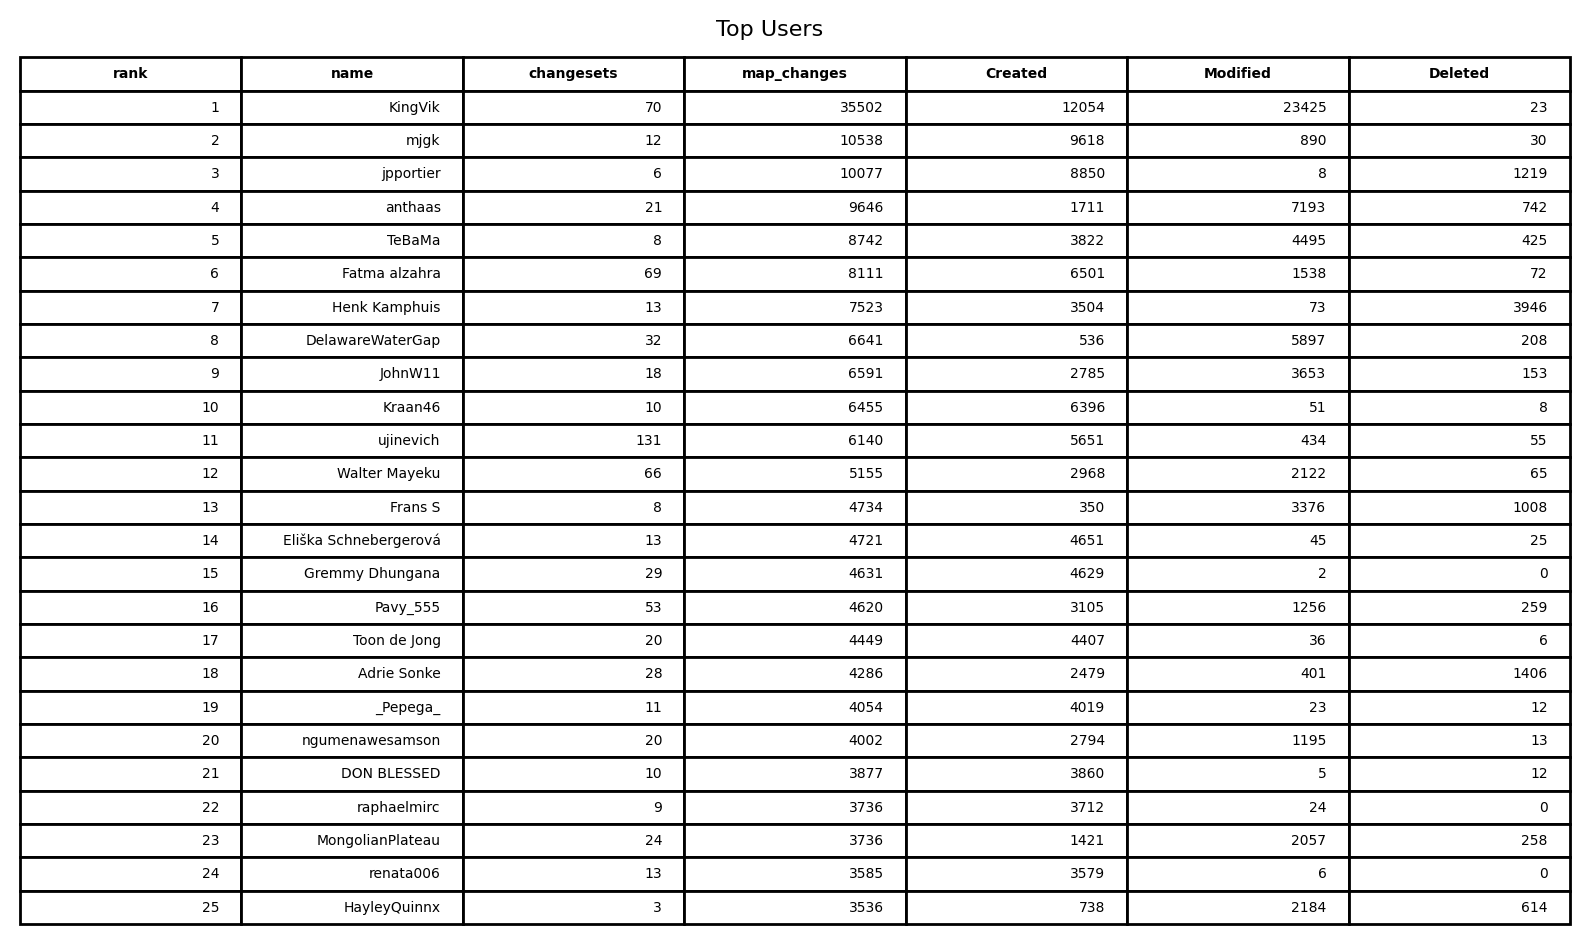 Top Users
rank name changesets map_changes Created Modified Deleted
1 KingVik 70 35502 12054 23425 23
2 mjgk 12 10538 9618 890 30
3 jpportier 6 10077 8850 8 1219
4 anthaas 21 9646 1711 7193 742
5 TeBaMa 8 8742 3822 4495 425
6 Fatma alzahra 69 8111 6501 1538 72
7 Henk Kamphuis 13 7523 3504 73 3946
8 DelawareWaterGap 32 6641 536 5897 208
9 JohnW11 18 6591 2785 3653 153
10 Kraan46 10 6455 6396 51 8
11 ujinevich 131 6140 5651 434 55
12 Walter Mayeku 66 5155 2968 2122 65
13 Frans S 8 4734 350 3376 1008
14 Eliška Schnebergerová 13 4721 4651 45 25
15 Gremmy Dhungana 29 4631 4629 2 0
16 Pavy_555 53 4620 3105 1256 259
17 Toon de Jong 20 4449 4407 36 6
18 Adrie Sonke 28 4286 2479 401 1406
19 _Pepega_ 11 4054 4019 23 12
20 ngumenawesamson 20 4002 2794 1195 13
21 DON BLESSED 10 3877 3860 5 12
22 raphaelmirc 9 3736 3712 24 0
23 MongolianPlateau 24 3736 1421 2057 258
24 renata006 13 3585 3579 6 0
25 HayleyQuinnx 3 3536 738 2184 614